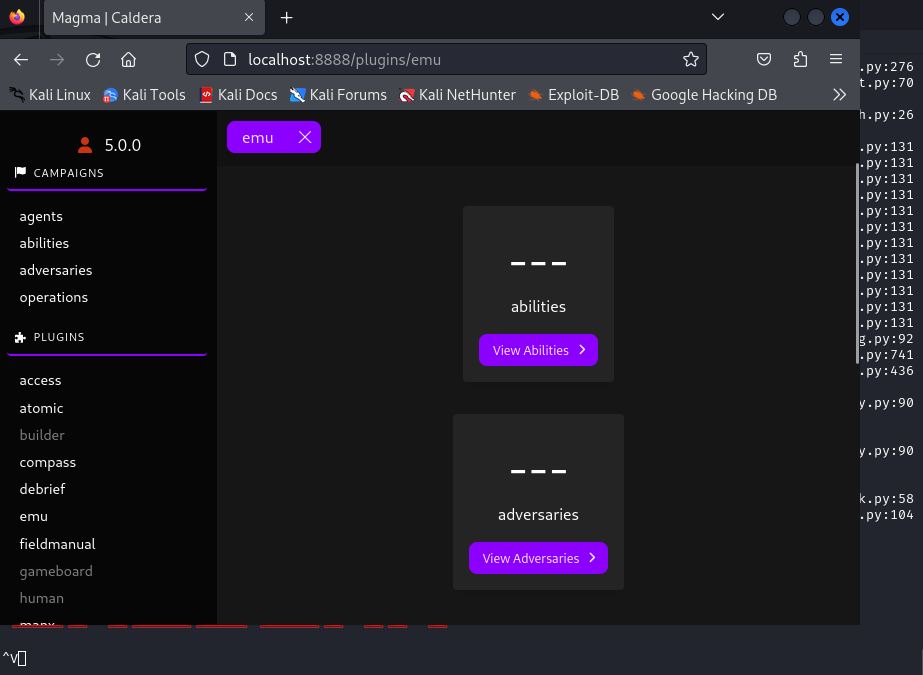 Magma | Caldera
localhost:8888/plugins/emu
Kali Linux Kali Tools Kali Docs Kali Forums Kali NetHunter Exploit-DB Google Hacking DB
5.0.0
CAMPAIGNS
agents
abilities
adversaries
operations
PLUGINS
access
atomic
builder
compass
debrief
emu
fieldmanual
gameboard
human
manx
emu
---
abilities
View Abilities
---
adversaries
View Adversaries
.py:276
t.py:70
h.py:26
.py:131
.py:131
.py:131
.py:131
.py:131
.py:131
.py:131
.py:131
.py:131
.py:131
.py:131
.py:131
g.py:92
.py:741
.py:436
y.py:90
y.py:90
k.py:58
.py:104
^V